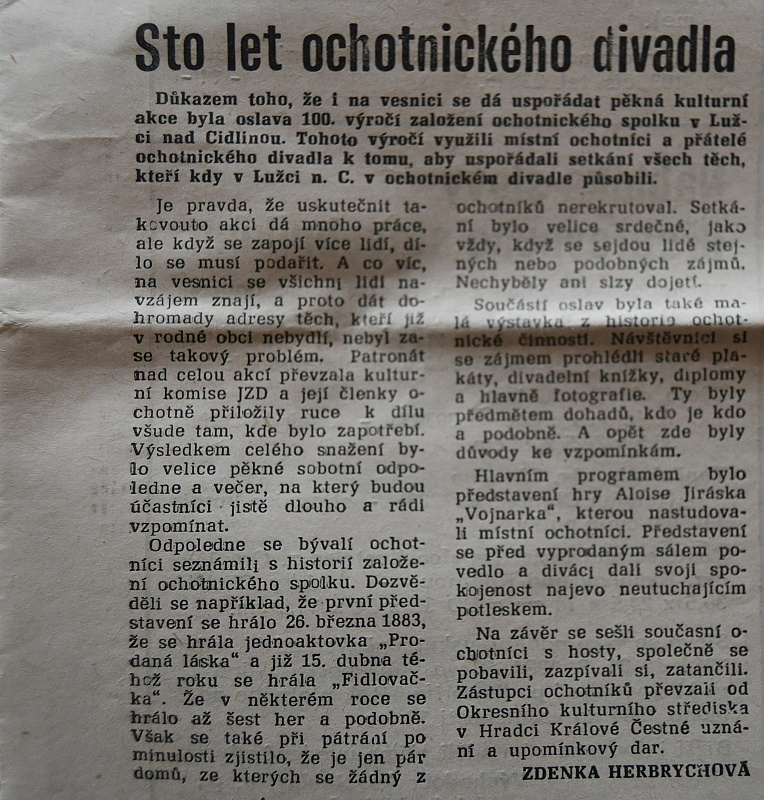 Sto let ochotnického divadla
Důkazem toho, že i na vesnici se dá uspořádat pěkná kulturní
akce byla oslava 100. výročí založení ochotnického spolku v Luž-
ci nad Cidlinou. Tohoto výročí využili místní ochotníci a přátelé
ochotnického divadla k tomu, aby uspořádali setkání všech těch,
kteří kdy v Lužci n. C. v ochotnickém divadle působili.
Je pravda, že uskutečnit ta-
kovouto akci dá mnoho práce,
ale když se zapojí více lidí, dí-
lo se musí podařit. A co víc,
na vesnici se všichni lidi na-
vzájem znají, a proto dát do-
hromady adresy těch, kteří již
v rodné obci nebydlí, nebyl za-
se takový problém. Patronát
nad celou akcí převzala kultur-
ní komise JZD a její členky o-
chotně přiložily ruce k dílu
všude tam, kde bylo zapotřebí.
Výsledkem celého snažení by-
lo velice pěkné sobotní odpo-
ledne a večer, na který budou
účastníci jistě dlouho a rádi
vzpomínat.
Odpoledne se bývalí ochot-
níci seznámili s historií založe-
ní ochotnického spolku. Dozvě-
děli se například, že první před-
stavení se hrálo 26. března 1883,
že se hrála jednoaktovka „Pro-
daná láska“ a již 15. dubna té-
hož roku se hrála „Fidlovač-
ka“. Že v některém roce se
hrálo až šest her a podobně.
Však se také při pátrání po
minulosti zjistilo, že je jen pár
domů, ze kterých se žádný z
ochotníků nerekrutoval. Setká-
ní bylo velice srdečné, jako
vždy, když se sejdou lidé stej-
ných nebo podobných zájmů.
Nechyběly ani slzy dojetí.
Součástí oslav byla také ma-
lá výstavka z historie ochot-
nické činnosti. Návštěvníci si
se zájmem prohlédli staré pla-
káty, divadelní knížky, diplomy
a hlavně fotografie. Ty byly
předmětem dohadů, kdo je kdo
a podobně. A opět zde byly
důvody ke vzpomínkám.
Hlavním programem bylo
představení hry Aloise Jiráska
„Vojnarka“, kterou nastudova-
li místní ochotníci. Představení
se před vyprodaným sálem po-
vedlo a diváci dali svoji spo-
kojenost najevo neutuchajícím
potleskem.
Na závěr se sešli současní o-
chotníci s hosty, společně se
pobavili, zazpívali si, zatančili.
Zástupci ochotníků převzali od
Okresního kulturního střediska
v Hradci Králové Čestné uzná-
ní a upomínkový dar.
ZDENKA HERBRYCHOVÁ